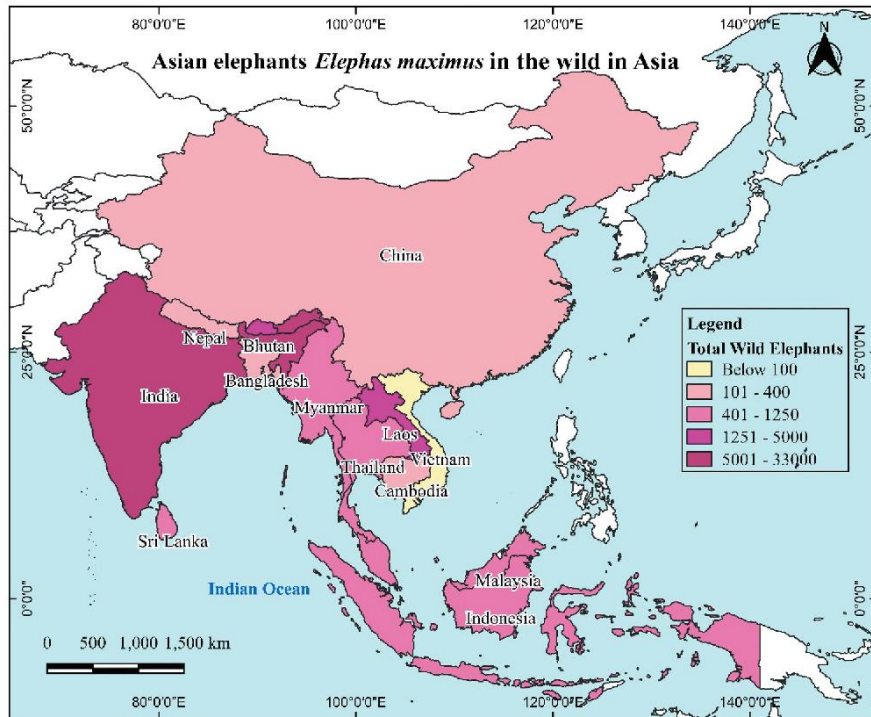 80°0'0"E 100°0'0"E 120°0'0"E 140°0'0"E
Asian elephants Elephas maximus in the wild in Asia
N
50°0'0"N
50°0'0"N
China
Legend
Total Wild Elephants
Below 100
101 - 400
401 - 1250
1251 - 5000
5001 - 33000
25°0'0"N
25°0'0"N
Nepal
Bhutan
Bangladesh
India
Myanmar
Laos
Vietnam
Thailand
Cambodia
Sri Lanka
Malaysia
Indian Ocean
Indonesia
0°0'0"N
0°0'0"N
0 500 1,000 1,500 km
80°0'0"E 100°0'0"E 120°0'0"E 140°0'0"E